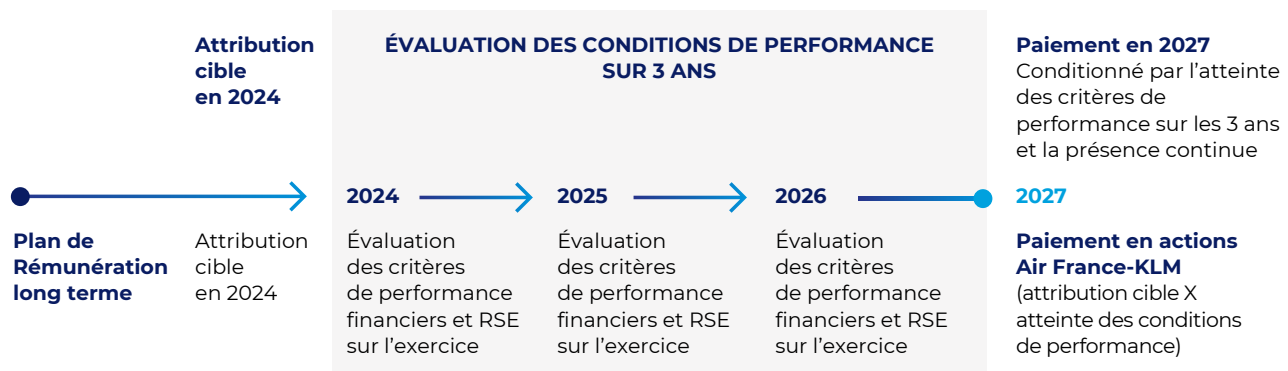 Attribution
cible
en 2024
ÉVALUATION DES CONDITIONS DE PERFORMANCE
SUR 3 ANS
Paiement en 2027
Conditionné par l’atteinte
des critères de
performance sur les 3 ans
et la présence continue
2024
2025
2026
2027
Plan de
Rémunération
long terme
Attribution
cible
en 2024
Évaluation
des critères
de performance
financiers et RSE
sur l’exercice
Évaluation
des critères
de performance
financiers et RSE
sur l’exercice
Évaluation
des critères
de performance
financiers et RSE
sur l’exercice
Paiement en actions
Air France-KLM
(attribution cible X
atteinte des conditions
de performance)